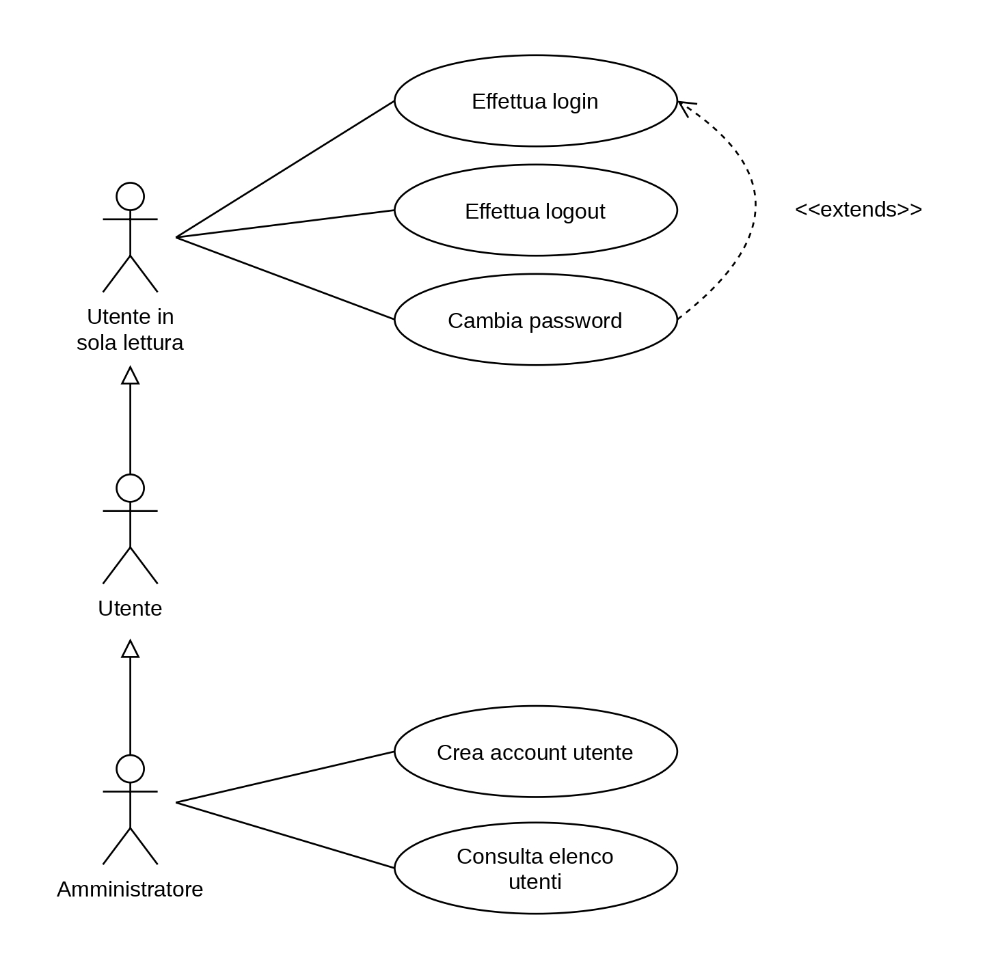 Effettua login
Effettua logout
<<extends>>
Cambia password
Utente in
sola lettura
Utente
Crea account utente
Consulta elenco
utenti
Amministratore